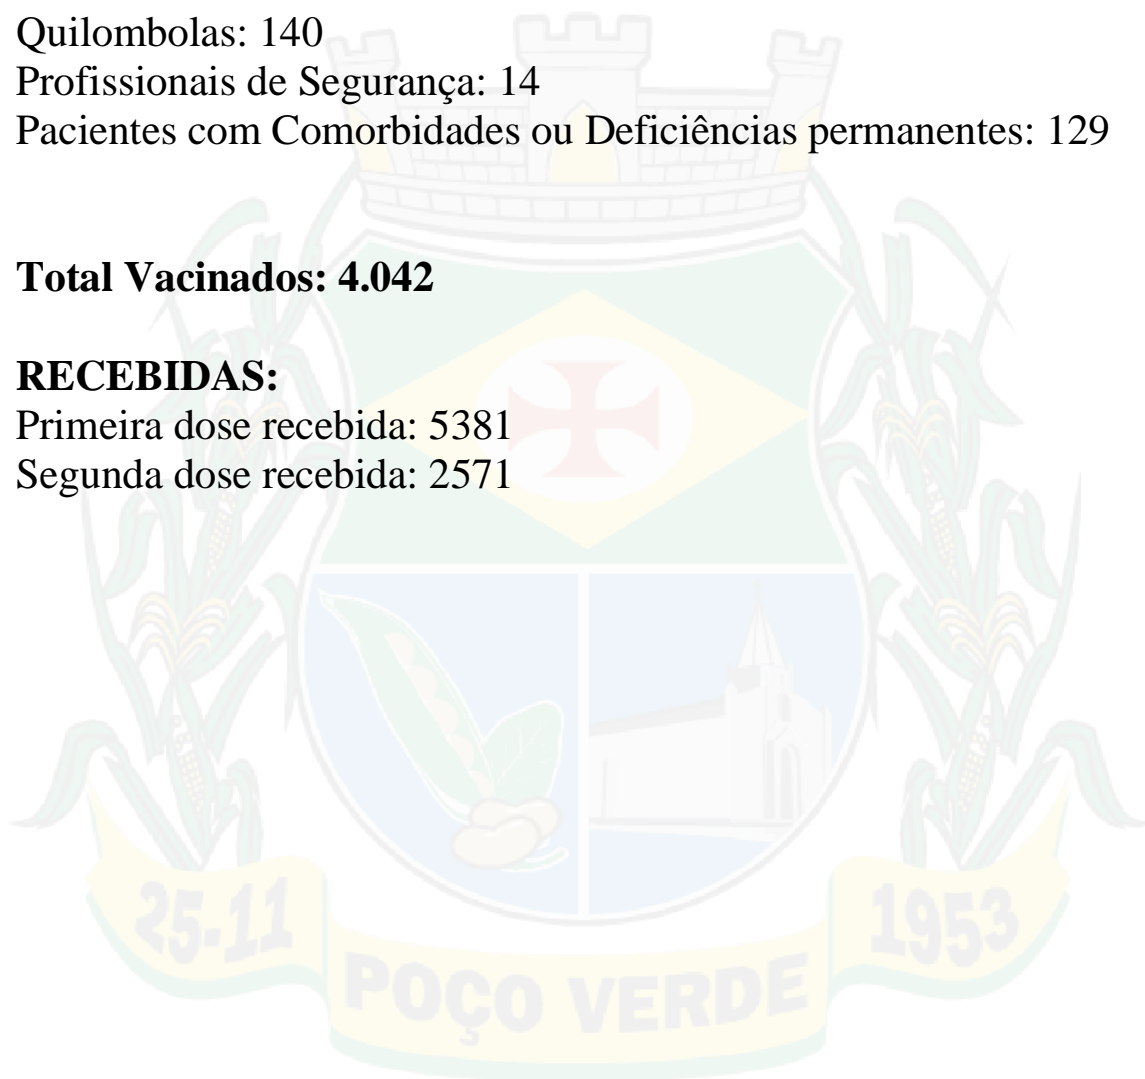 Quilombolas: 140
Profissionais de Segurança: 14
Pacientes com Comorbidades ou Deficiências permanentes: 129
Total Vacinados: 4.042
RECEBIDAS:
Primeira dose recebida: 5381
Segunda dose recebida: 2571
25-11
1953
POÇO VERDE